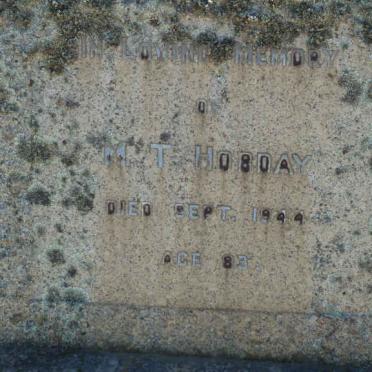 IN LOVING MEMORY
OF
M. T. HOBDAY
DIED SEPT. 1944
AGE 83.